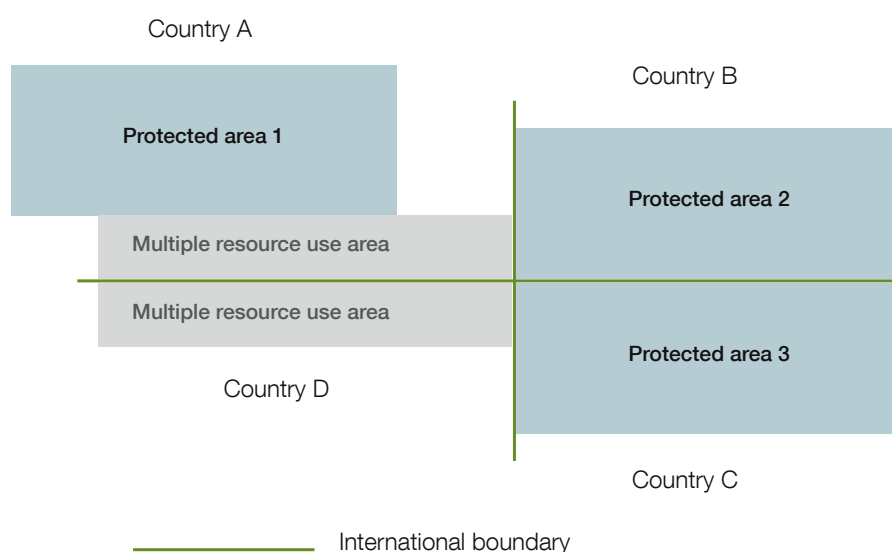 Country A
Country B
Protected area 1
Protected area 2
Multiple resource use area
Multiple resource use area
Protected area 3
Country D
Country C
International boundary